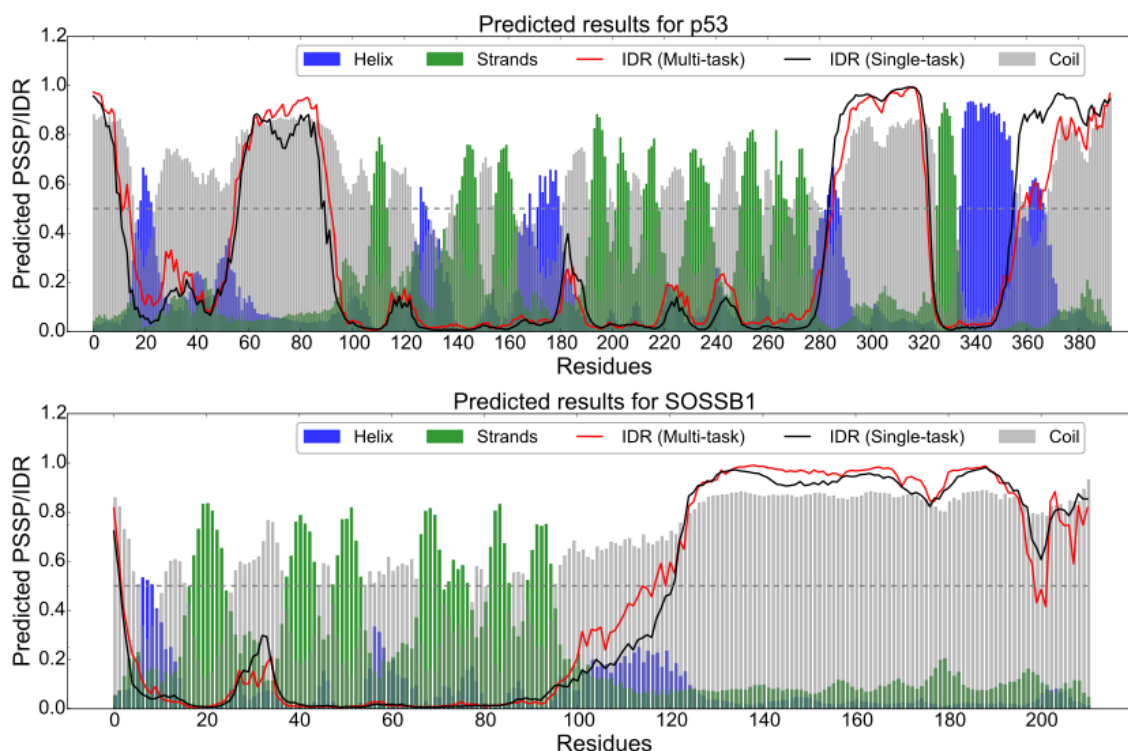 Predicted results for p53
Predicted PSSP/IDR
1.2
1.0
0.8
0.6
0.4
0.2
0.0
Helix Strands IDR (Multi-task) IDR (Single-task) Coil
0 20 40 60 80 100 120 140 160 180 200 220 240 260 280 300 320 340 360 380
Residues
Predicted results for SOSSB1
Predicted PSSP/IDR
1.2
1.0
0.8
0.6
0.4
0.2
0.0
Helix Strands IDR (Multi-task) IDR (Single-task) Coil
0 20 40 60 80 100 120 140 160 180 200
Residues